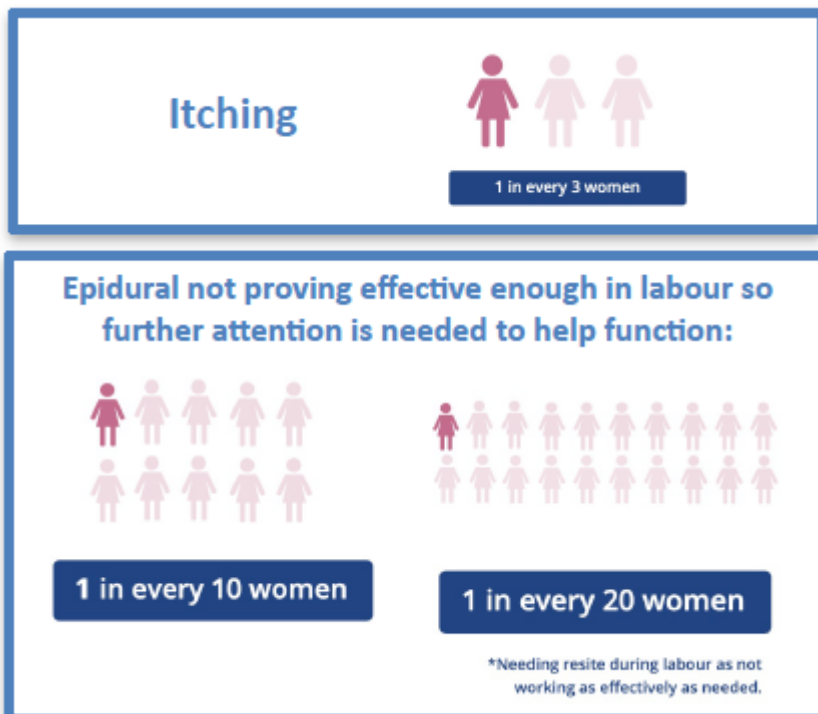 Itching
1 in every 3 women
Epidural not proving effective enough in labour so
further attention is needed to help function:
1 in every 10 women
1 in every 20 women
*Needing resite during labour as not
working as effectively as needed.